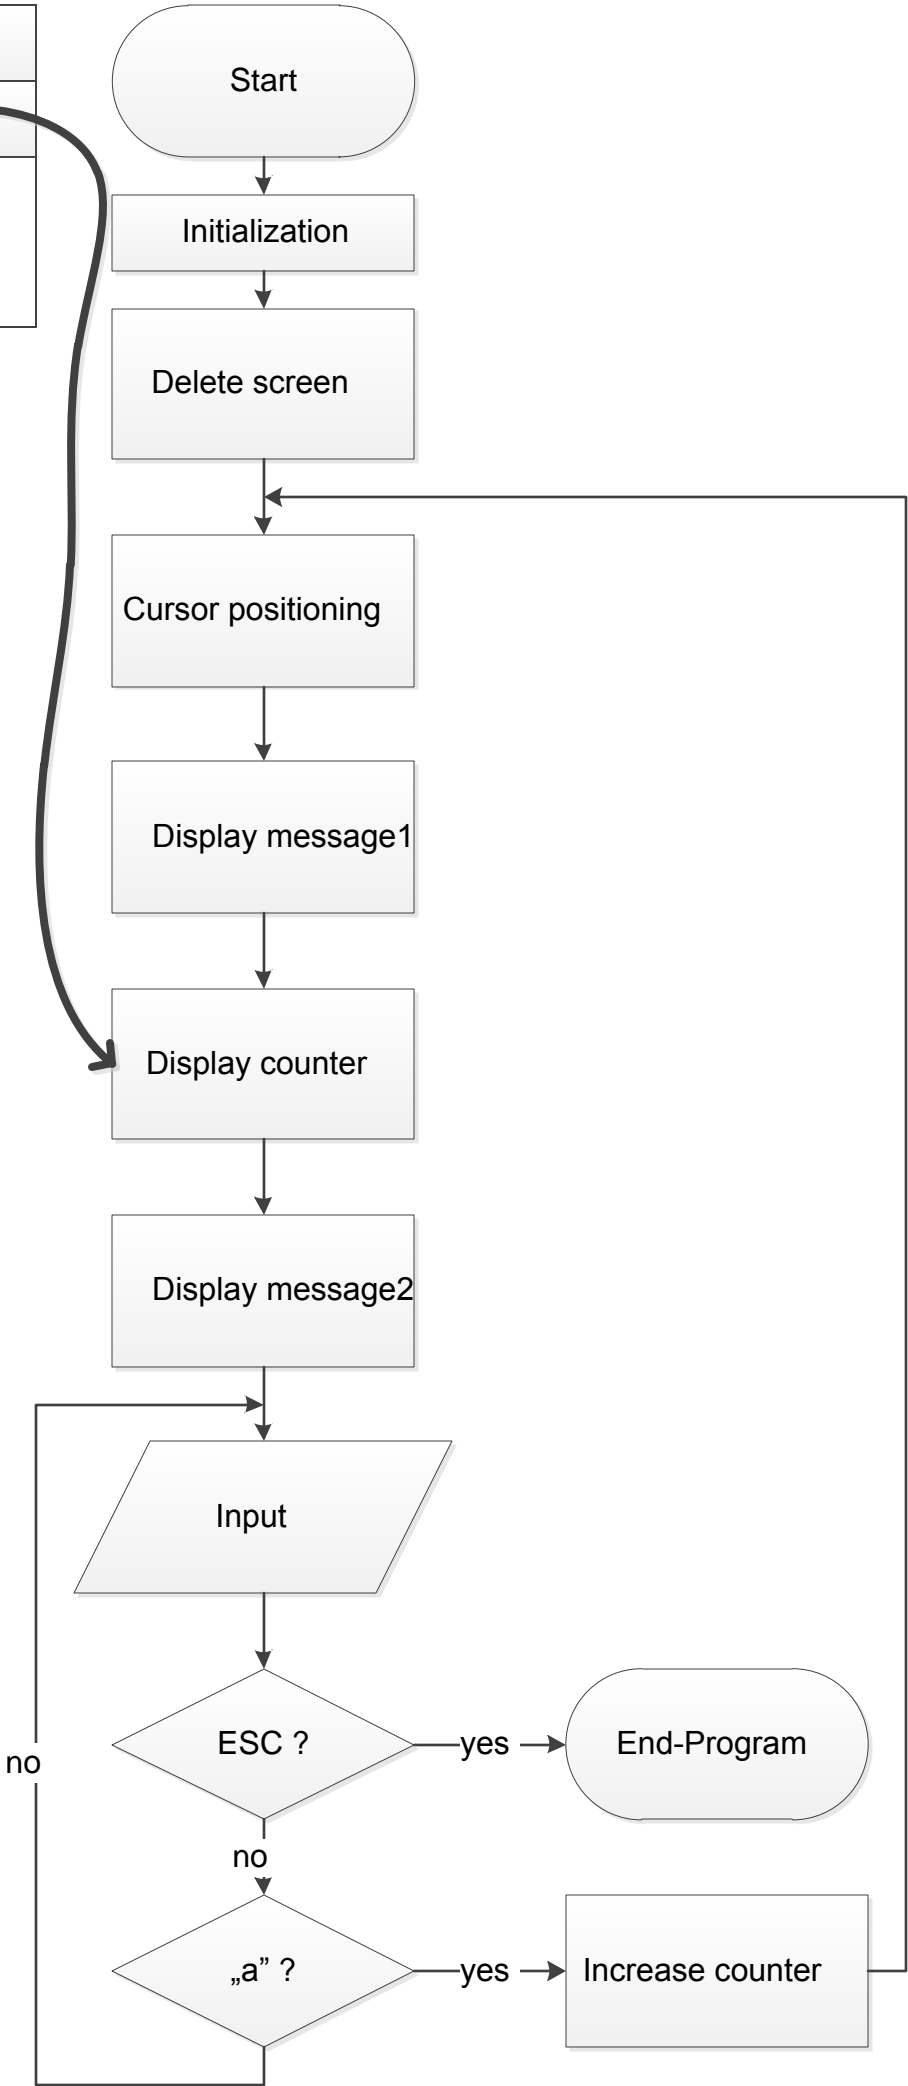 Start
Initialization
Delete screen
Cursor positioning
Display message1
Display counter
Display message2
Input
ESC ?
yes
End-Program
no
no
„a” ?
yes
Increase counter